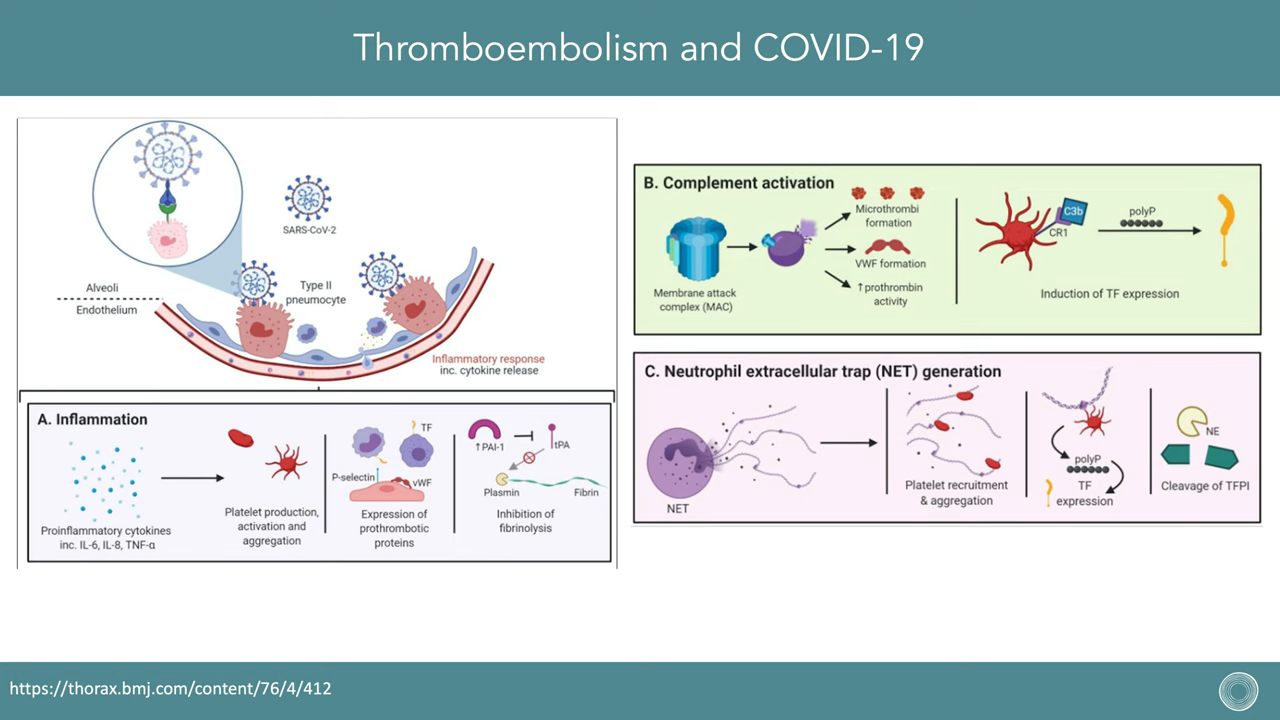 Thromboembolism and COVID-19
SARS-CoV-2
Alveoli
Endothelium
Type II
pneumocyte
Inflammatory response
inc. cytokine release
A. Inflammation
Proinflammatory cytokines
inc. IL-6, IL-8, TNF-α
Platelet production,
activation and
aggregation
TF
P-selectin
vWF
Expression of
prothrombotic
proteins
↑PAI-1
tPA
Plasmin
Fibrin
Inhibition of
fibrinolysis
B. Complement activation
Membrane attack
complex (MAC)
Microthrombi
formation
VWF formation
↑prothrombin
activity
C3b
CR1
polyP
Induction of TF expression
C. Neutrophil extracellular trap (NET) generation
NET
Platelet recruitment
& aggregation
polyP
TF
expression
NE
Cleavage of TFPI
https://thorax.bmj.com/content/76/4/412